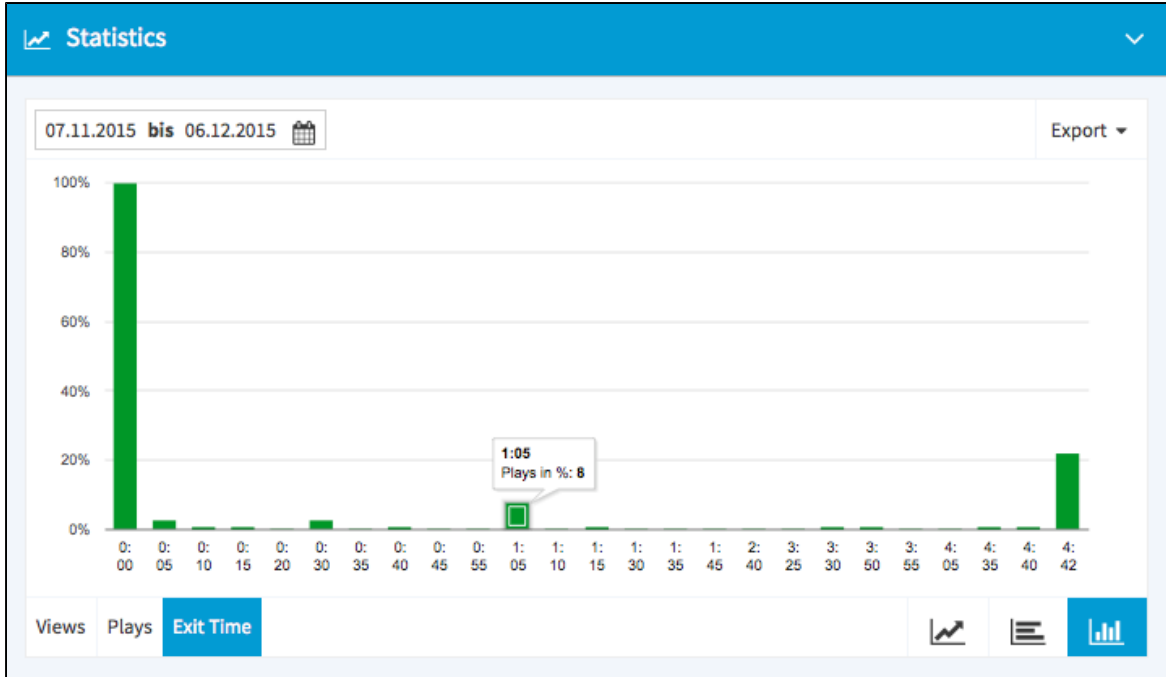 Statistics
07.11.2015 bis 06.12.2015
Export
100%
80%
60%
40%
20%
0%
1:05
Plays in %: 8
0: 0: 0: 0: 0: 0: 0: 0: 0: 0: 1: 1: 1: 1: 1: 1: 2: 3: 3: 3: 3: 4: 4: 4: 4:
00 05 10 15 20 30 35 40 45 55 05 10 15 30 35 45 40 25 30 50 55 05 35 40 42
Views Plays Exit Time